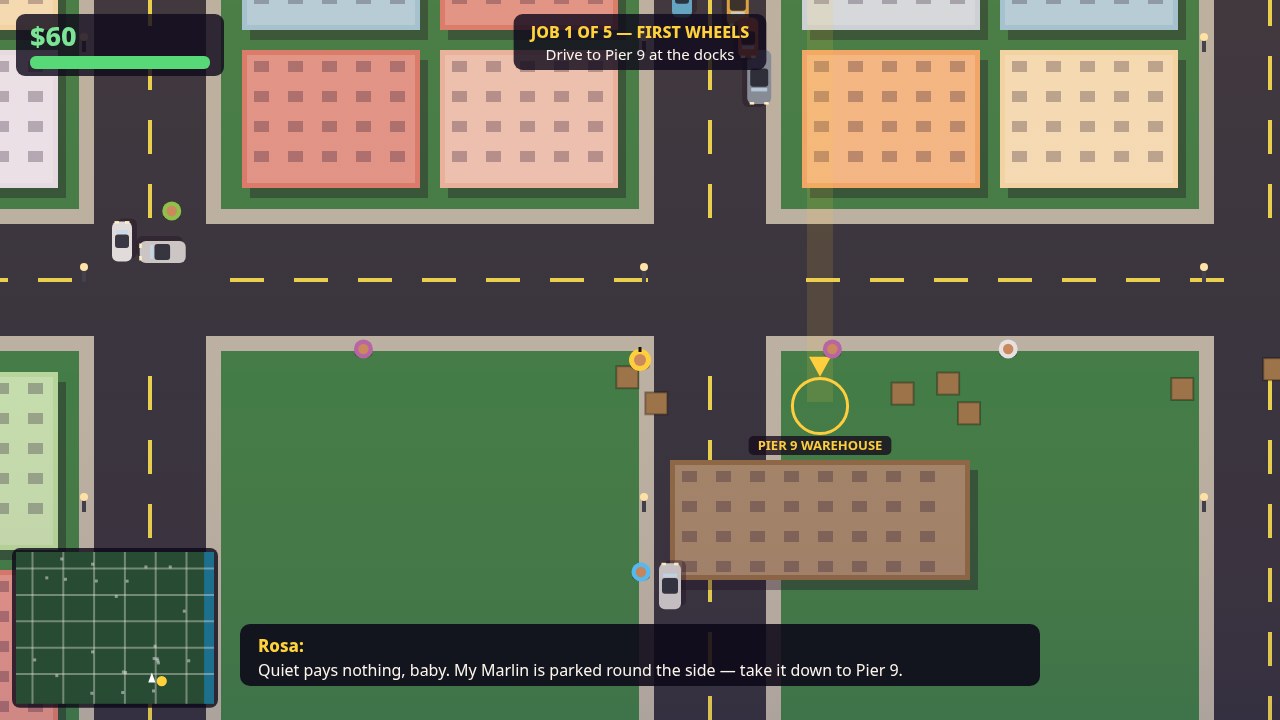 $60
JOB 1 OF 5 — FIRST WHEELS
Drive to Pier 9 at the docks
PIER 9 WAREHOUSE
Rosa:
Quiet pays nothing, baby. My Marlin is parked round the side — take it down to Pier 9.